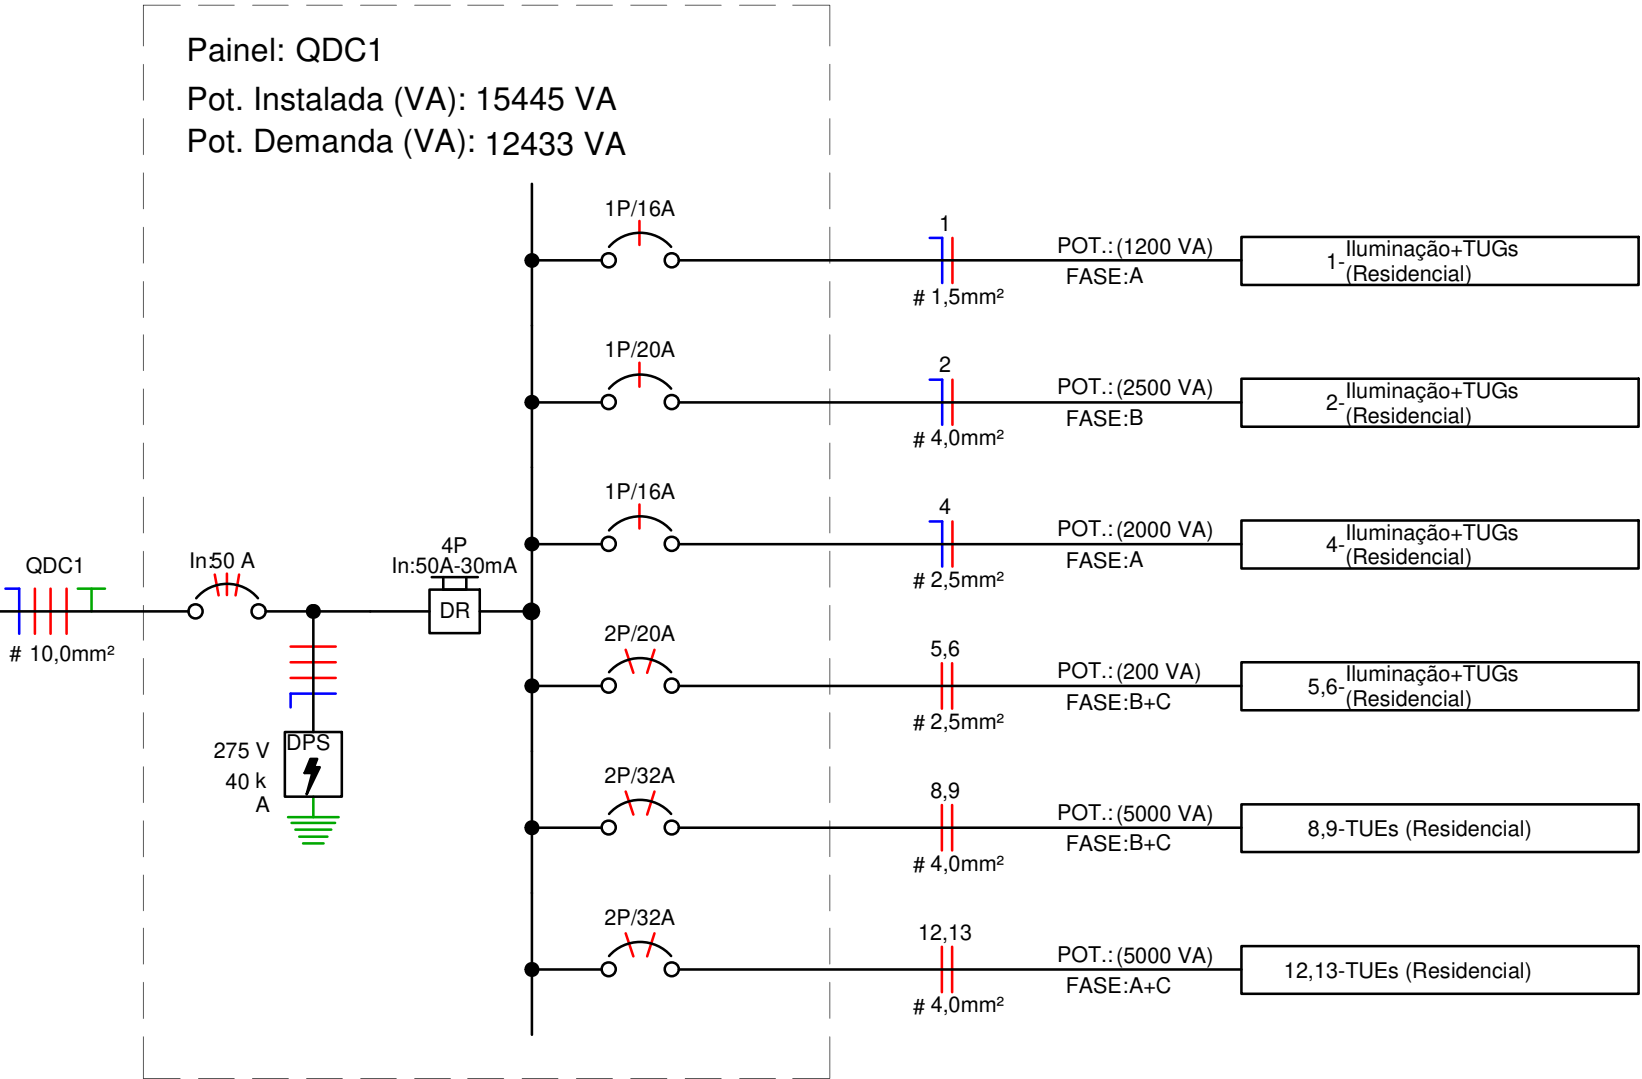 Painel: QDC1
Pot. Instalada (VA): 15445 VA
Pot. Demanda (VA): 12433 VA
1P/16A
1
# 1,5mm²
POT.: (1200 VA)
FASE:A
1-Iluminação+TUGs
(Residencial)
1P/20A
2
# 4,0mm²
POT.: (2500 VA)
FASE:B
2-Iluminação+TUGs
(Residencial)
1P/16A
4
# 2,5mm²
POT.: (2000 VA)
FASE:A
4-Iluminação+TUGs
(Residencial)
QDC1
# 10,0mm²
In:50 A
4P
In:50A-30mA
DR
DPS
275 V
40 k
A
2P/20A
5,6
# 2,5mm²
POT.: (200 VA)
FASE:B+C
5,6-Iluminação+TUGs
(Residencial)
2P/32A
8,9
# 4,0mm²
POT.: (5000 VA)
FASE:B+C
8,9-TUEs (Residencial)
2P/32A
12,13
# 4,0mm²
POT.: (5000 VA)
FASE:A+C
12,13-TUEs (Residencial)